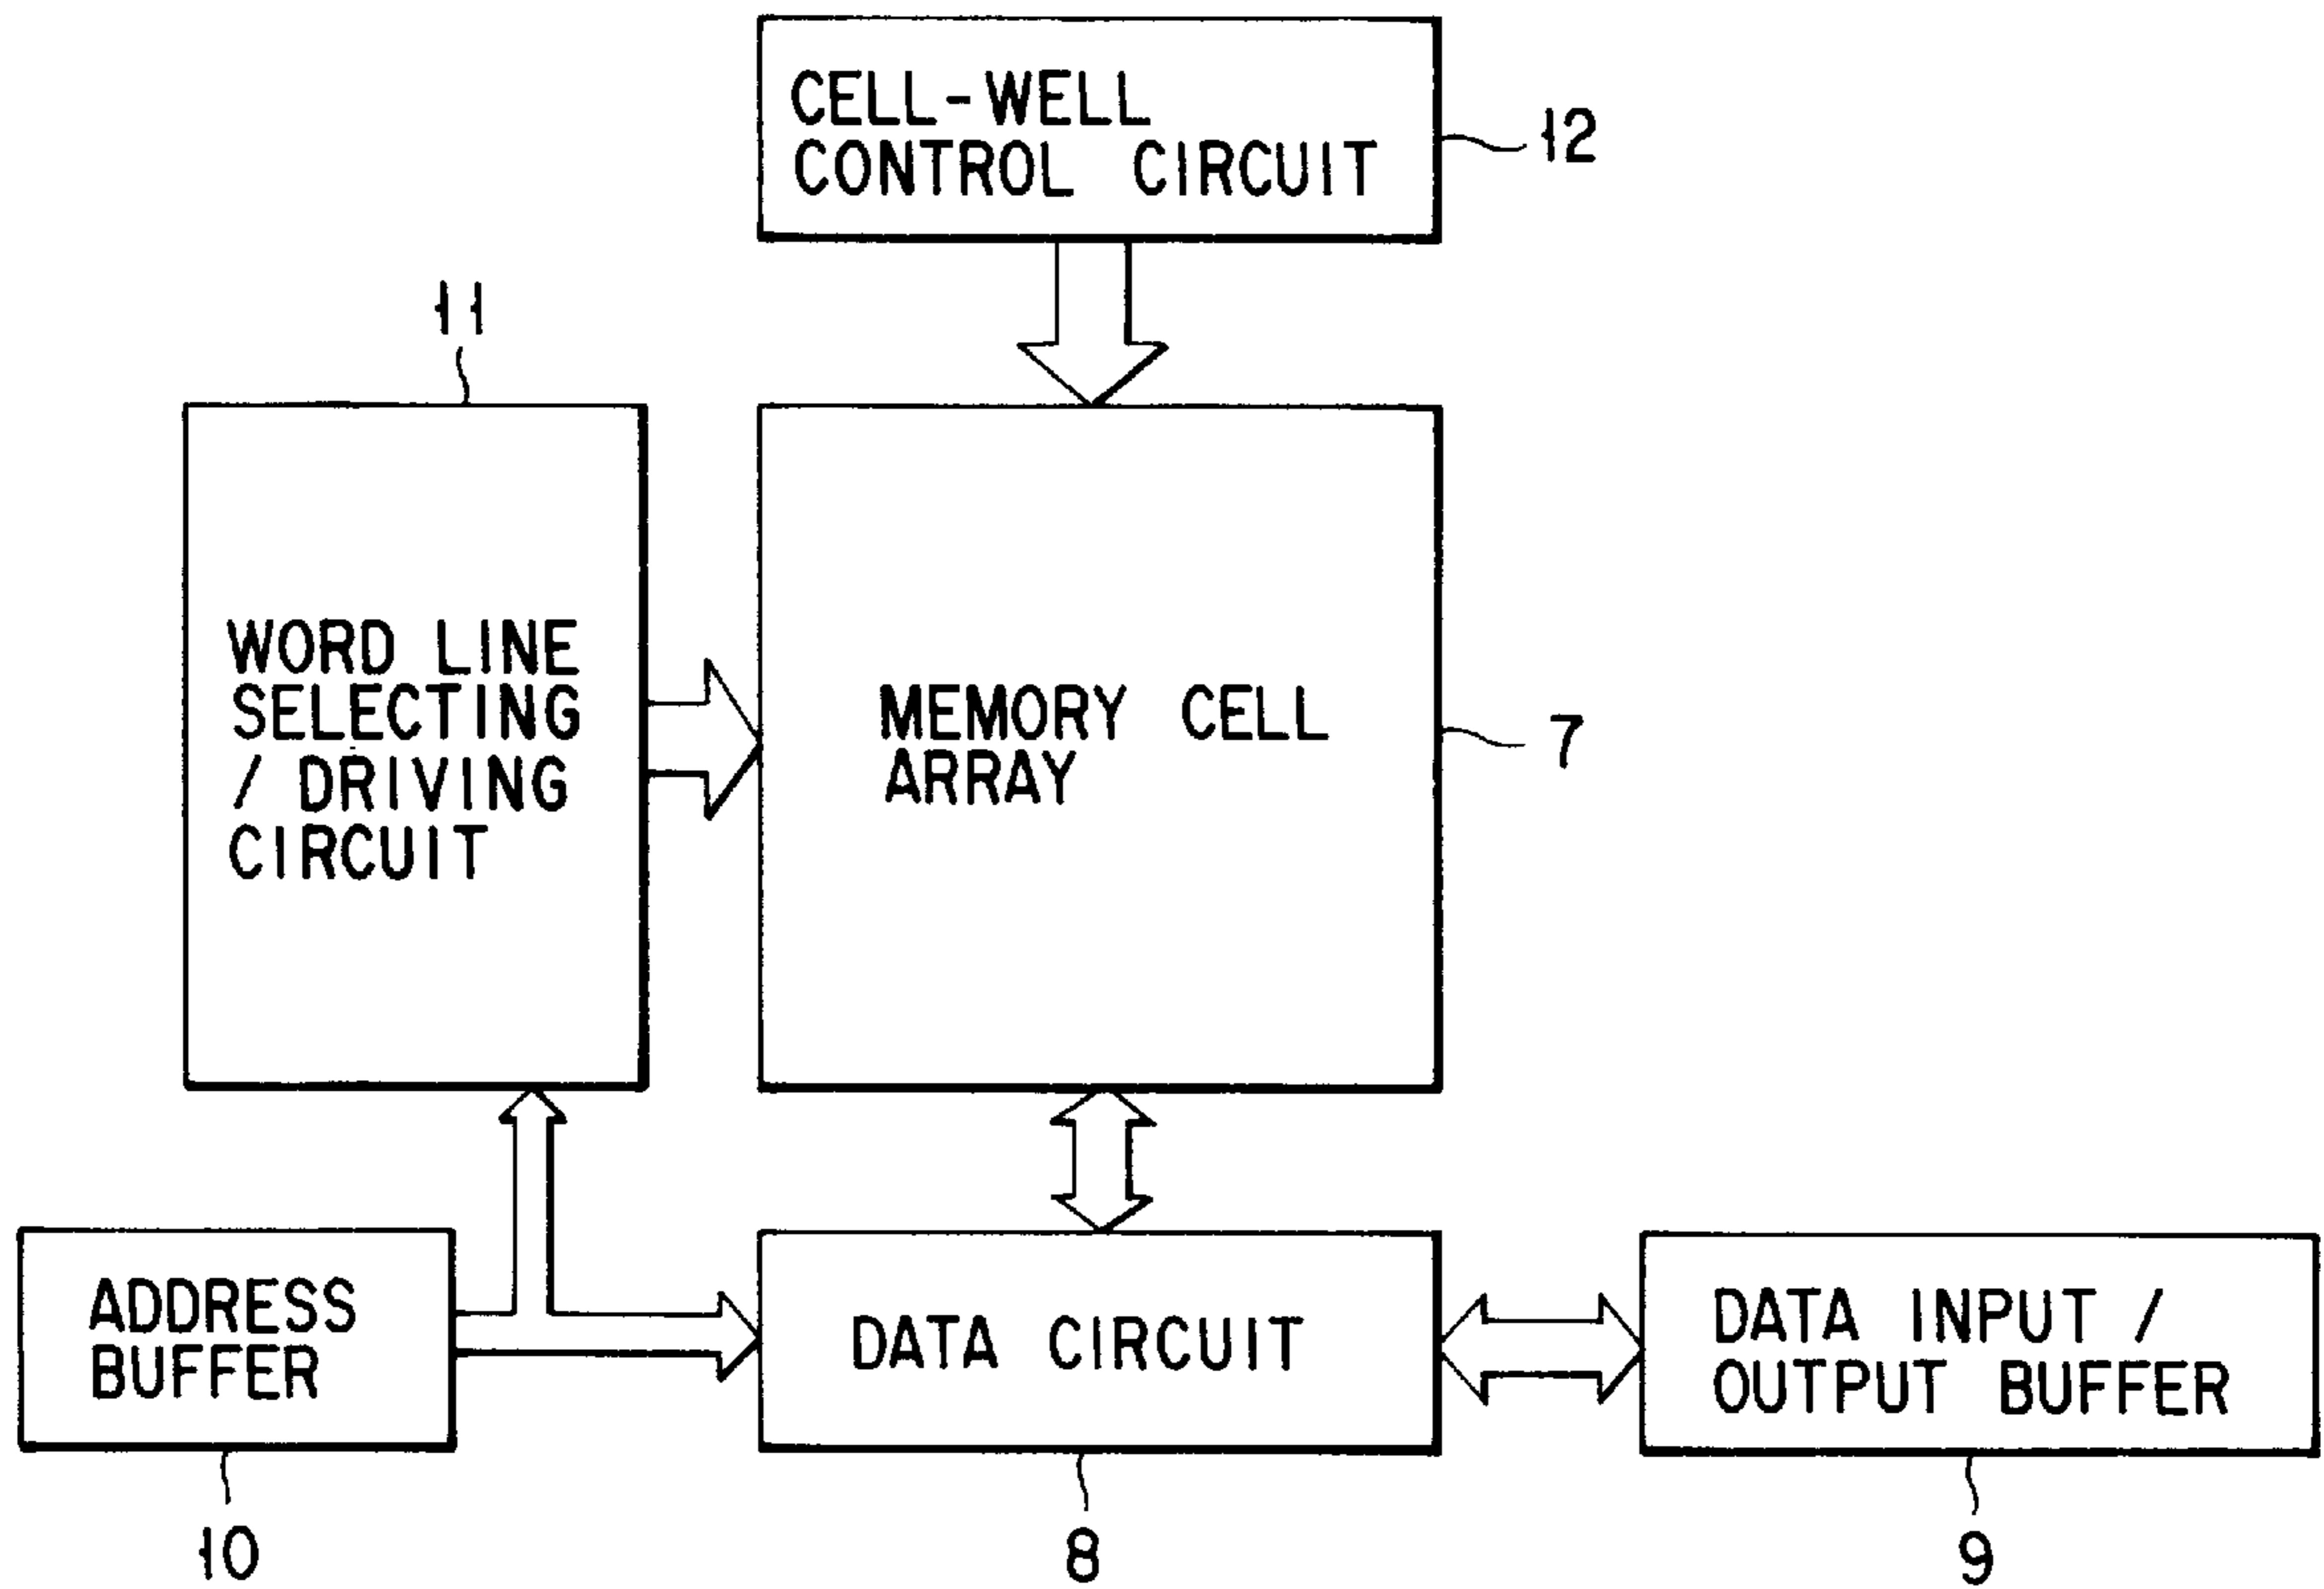 CELL-WELL
CONTROL CIRCUIT
12
11
WORD LINE
SELECTING
/ DRIVING
CIRCUIT
MEMORY CELL
ARRAY
7
ADDRESS
BUFFER
10
DATA CIRCUIT
8
DATA INPUT /
OUTPUT BUFFER
9